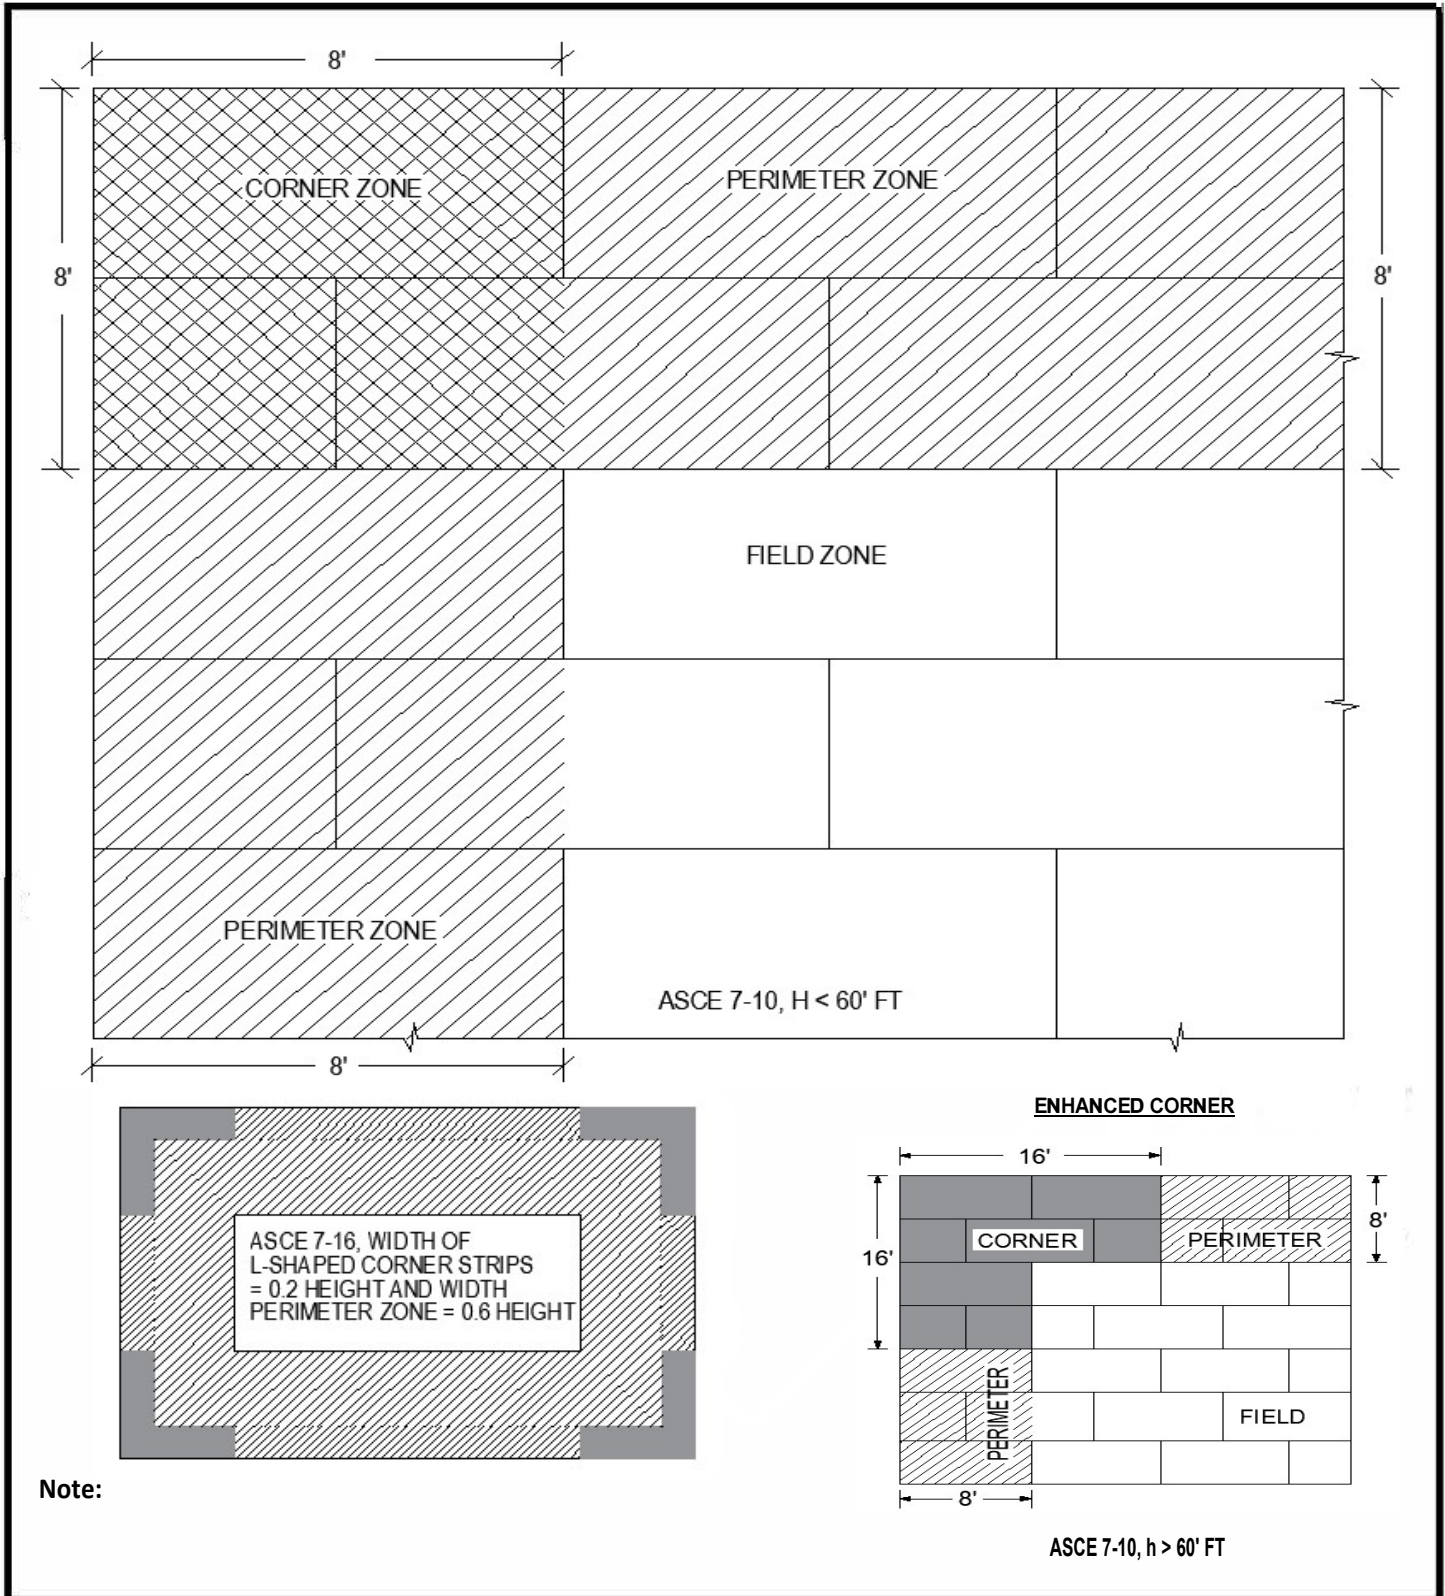 8'
CORNER ZONE
PERIMETER ZONE
8'
8'
FIELD ZONE
PERIMETER ZONE
ASCE 7-10, H < 60' FT
8'
ASCE 7-16, WIDTH OF
L-SHAPED CORNER STRIPS
= 0.2 HEIGHT AND WIDTH
PERIMETER ZONE = 0.6 HEIGHT
Note:
ENHANCED CORNER
16'
16'
8'
CORNER
PERIMETER
PERIMETER
FIELD
8'
ASCE 7-10, h > 60' FT